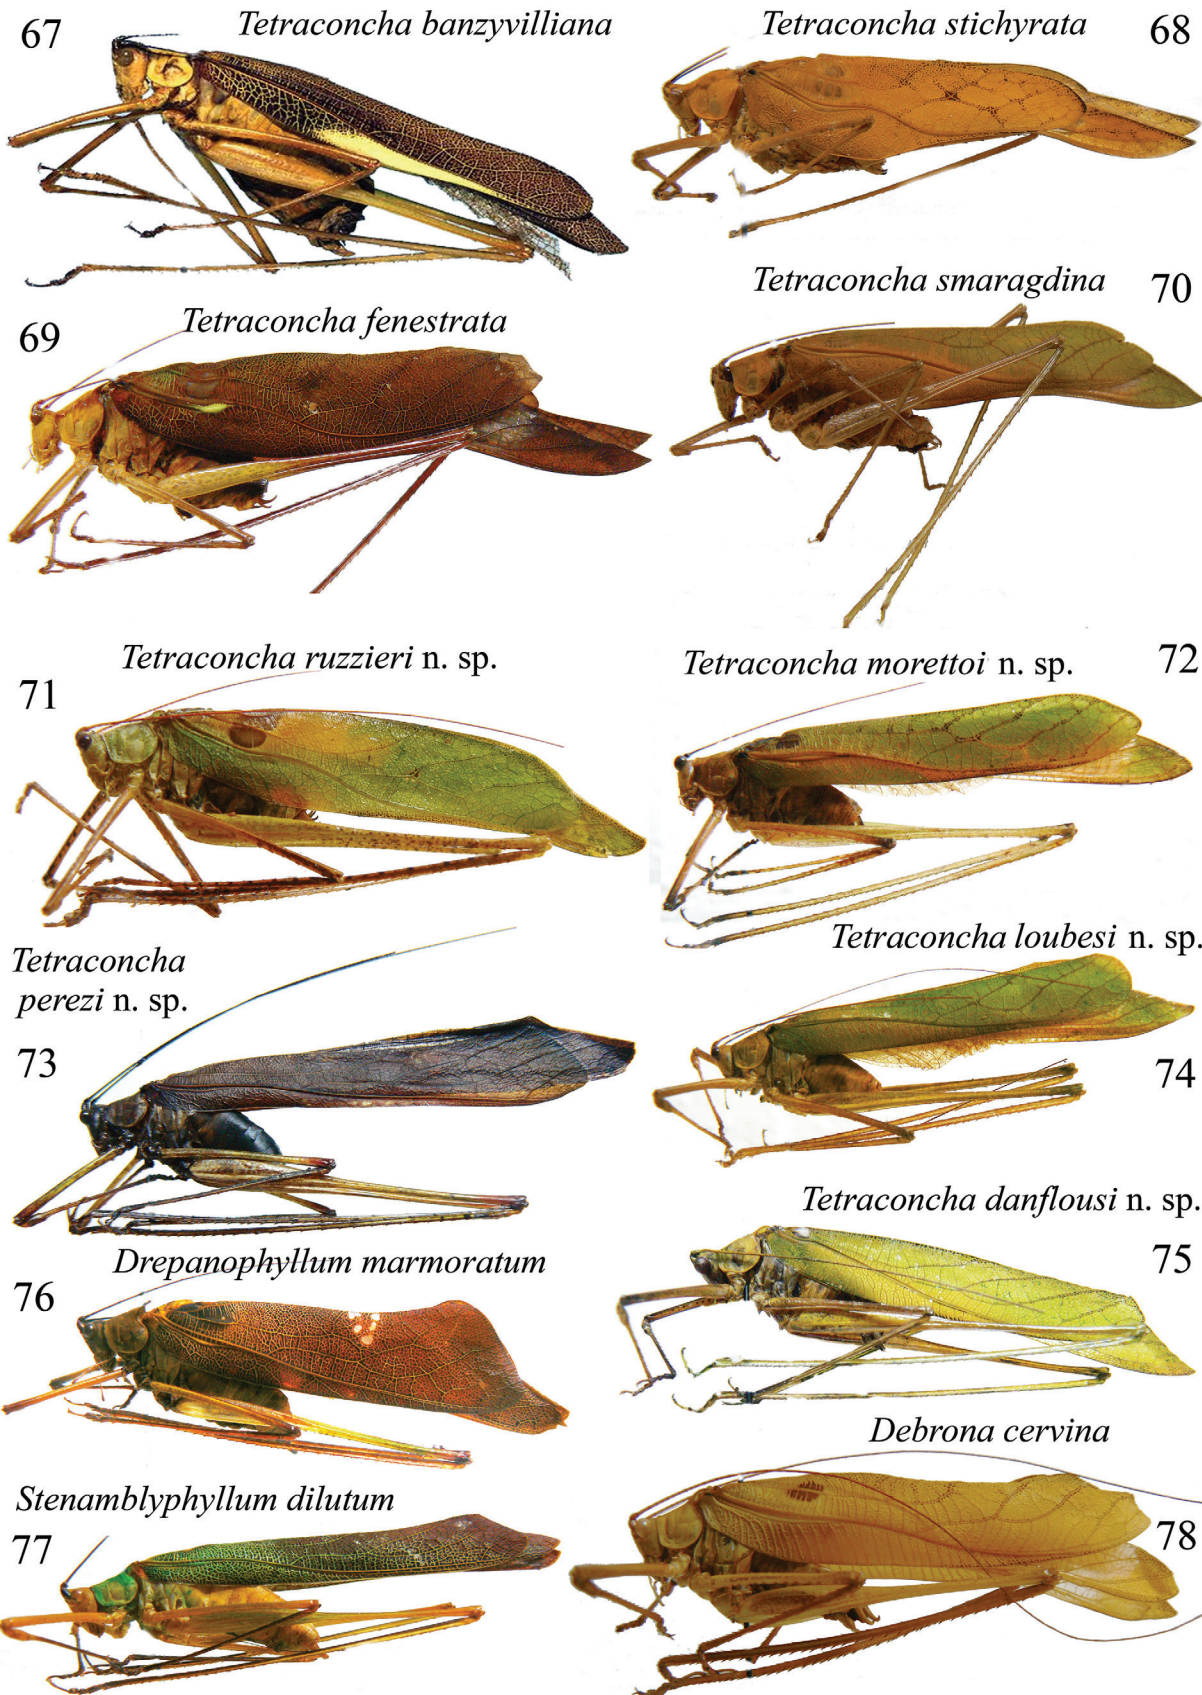 67
Tetraconcha banzyvilliana
Tetraconcha stichyrata
68
Tetraconcha fenestrata
69
Tetraconcha smaragdina
70
Tetraconcha ruzzieri n. sp.
71
Tetraconcha morettoi n. sp.
72
Tetraconcha
perezi n. sp.
73
Tetraconcha loubesi n. sp.
74
Tetraconcha danflousi n. sp.
75
Drepanophyllum marmoratum
76
Stenamblyphyllum dilutum
77
Debrona cervina
78